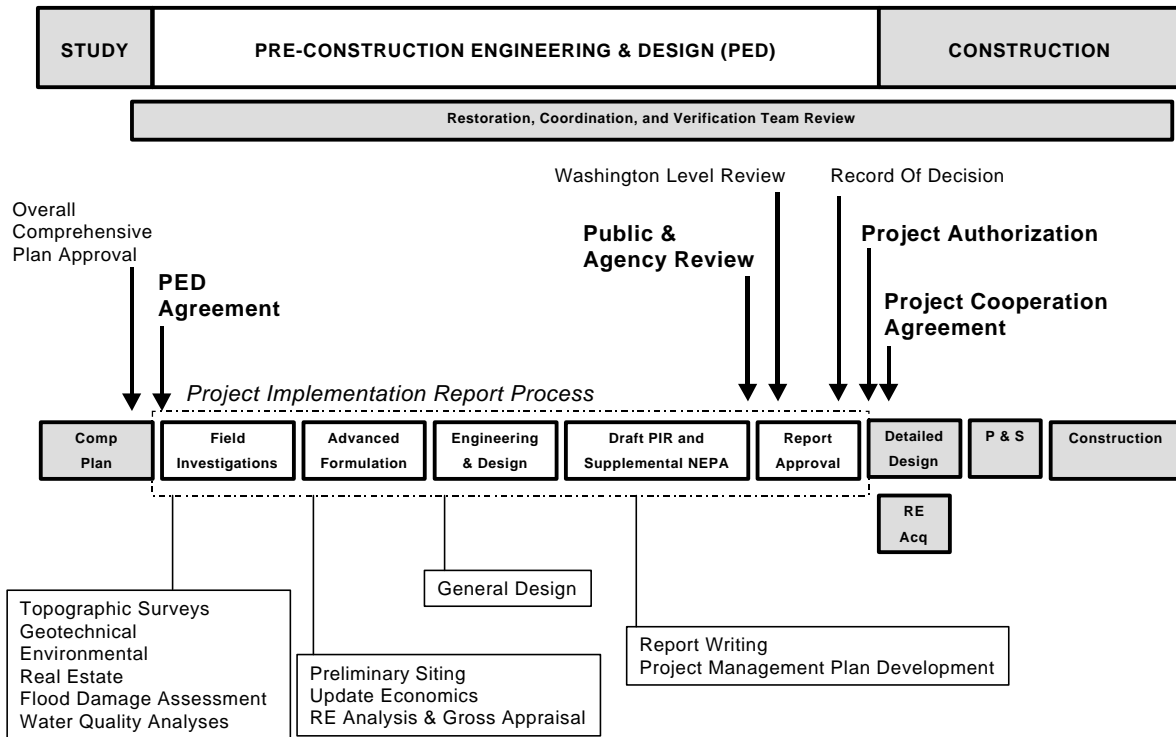 STUDY
PRE-CONSTRUCTION ENGINEERING & DESIGN (PED)
CONSTRUCTION
Restoration, Coordination, and Verification Team Review
Washington Level Review
Record Of Decision
Overall
Comprehensive
Plan Approval
Public &
Agency Review
Project Authorization
PED
Agreement
Project Cooperation
Agreement
Project Implementation Report Process
Comp
Plan
Field
Investigations
Advanced
Formulation
Engineering
& Design
Draft PIR and
Supplemental NEPA
Report
Approval
Detailed
Design
P & S
Construction
RE
Acq
General Design
Topographic Surveys
Geotechnical
Environmental
Real Estate
Flood Damage Assessment
Water Quality Analyses
Preliminary Siting
Update Economics
RE Analysis & Gross Appraisal
Report Writing
Project Management Plan Development